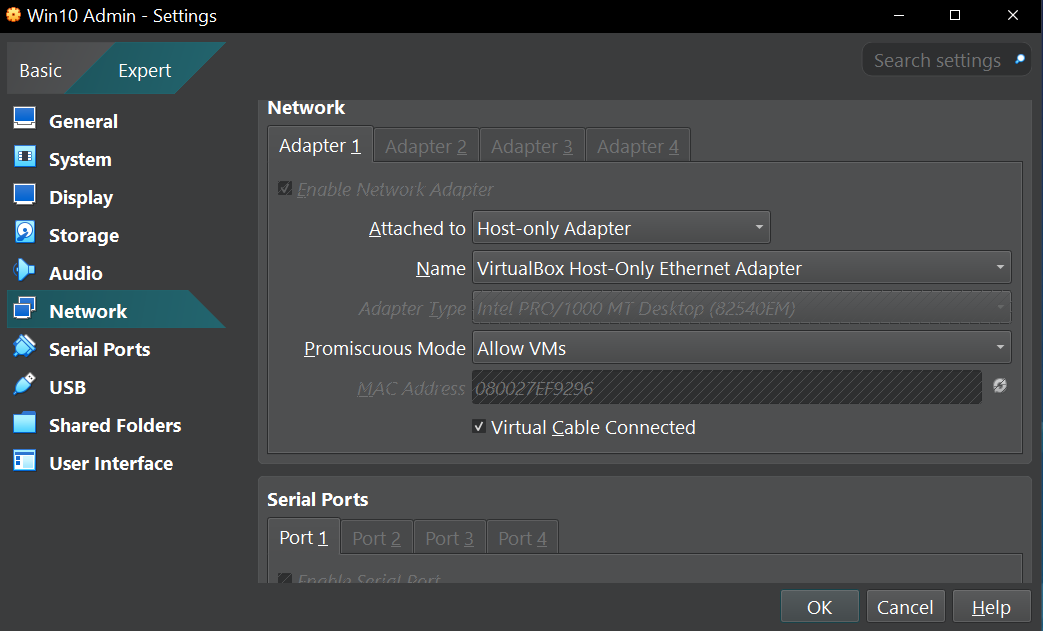 Win10 Admin - Settings
Basic
Expert
Search settings
General
System
Display
Storage
Audio
Network
Serial Ports
USB
Shared Folders
User Interface
Network
Adapter 1
Adapter 2
Adapter 3
Adapter 4
Enable Network Adapter
Attached to
Host-only Adapter
Name
VirtualBox Host-Only Ethernet Adapter
Adapter Type
Intel PRO/1000 MT Desktop (82540EM)
Promiscuous Mode
Allow VMs
MAC Address
080027EF9296
Virtual Cable Connected
Serial Ports
Port 1
Port 2
Port 3
Port 4
Enable Serial Port
OK
Cancel
Help